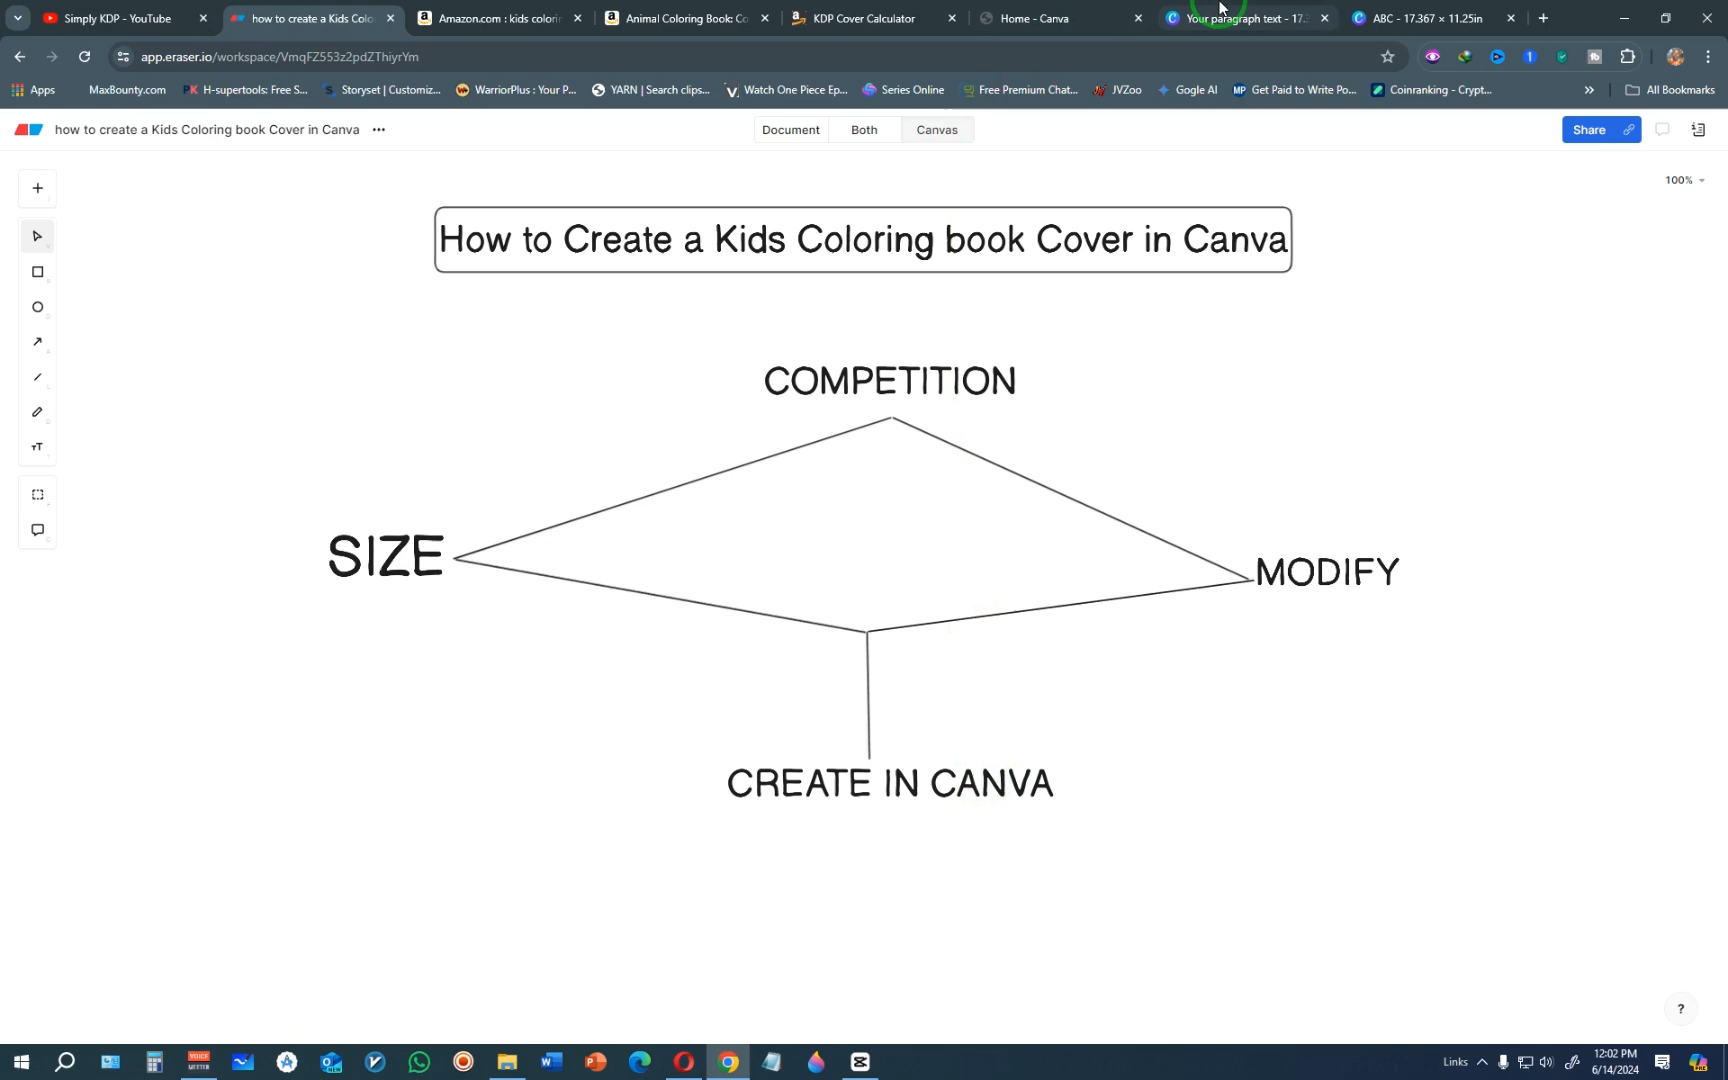 Simply KDP - YouTube
how to create a Kids Colo
Amazon.com : kids colorin
Animal Coloring Book: Co
KDP Cover Calculator
Home - Canva
Your paragraph text - 17.
ABC - 17.367 × 11.25in
app.eraser.io/workspace/VmqFZ553z2pdZThiyrYm
Apps
MaxBounty.com
H-supertools: Free S...
Storyset | Customiz...
WarriorPlus : Your P...
YARN | Search clips...
Watch One Piece Ep...
Series Online
Free Premium Chat...
JVZoo
Gogle AI
Get Paid to Write Po...
Coinranking - Crypt...
All Bookmarks
how to create a Kids Coloring book Cover in Canva
Document
Both
Canvas
Share
100%
How to Create a Kids Coloring book Cover in Canva
COMPETITION
SIZE
MODIFY
CREATE IN CANVA
?
Links
12:02 PM
6/14/2024